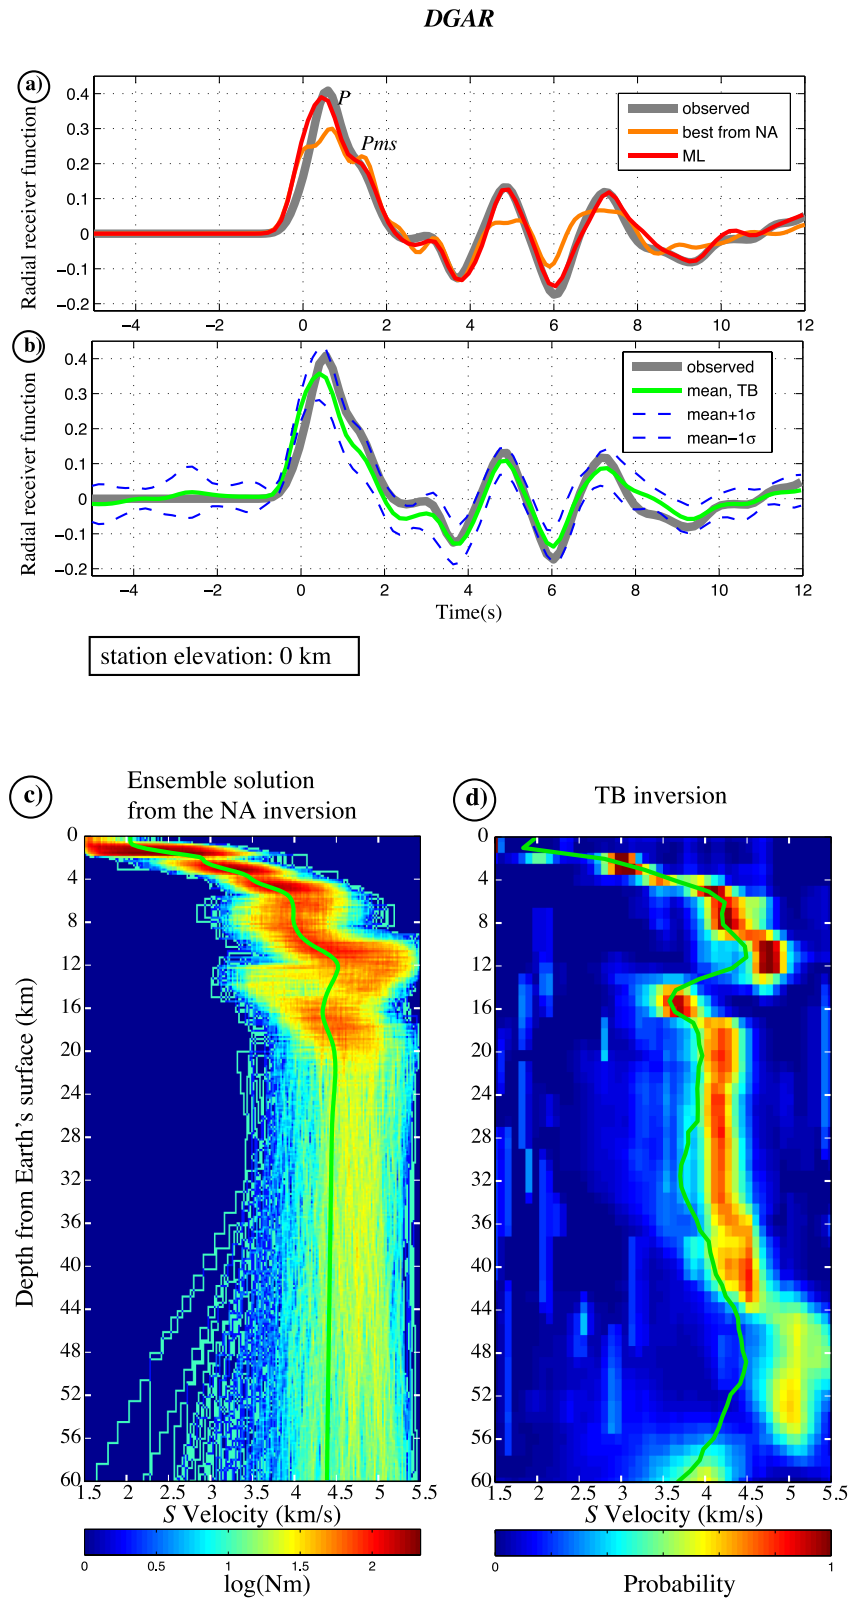 DGAR
a)
Radial receiver function
0.4
0.3
0.2
0.1
0
−0.1
−0.2
P
Pms
observed
best from NA
ML
−4 −2 0 2 4 6 8 10 12
b)
Radial receiver function
0.4
0.3
0.2
0.1
0
−0.1
−0.2
observed
mean, TB
mean+1σ
mean−1σ
−4 −2 0 2 4 6 8 10 12
Time(s)
station elevation: 0 km
c)
Ensemble solution
from the NA inversion
d)
TB inversion
Depth from Earth's surface (km)
0
4
8
12
16
20
24
28
32
36
40
44
48
52
56
60
1.5 2 2.5 3 3.5 4 4.5 5 5.5
S Velocity (km/s)
0 0.5 1 1.5 2
log(Nm)
0
4
8
12
16
20
24
28
32
36
40
44
48
52
56
60
1.5 2 2.5 3 3.5 4 4.5 5 5.5
S Velocity (km/s)
0 1
Probability